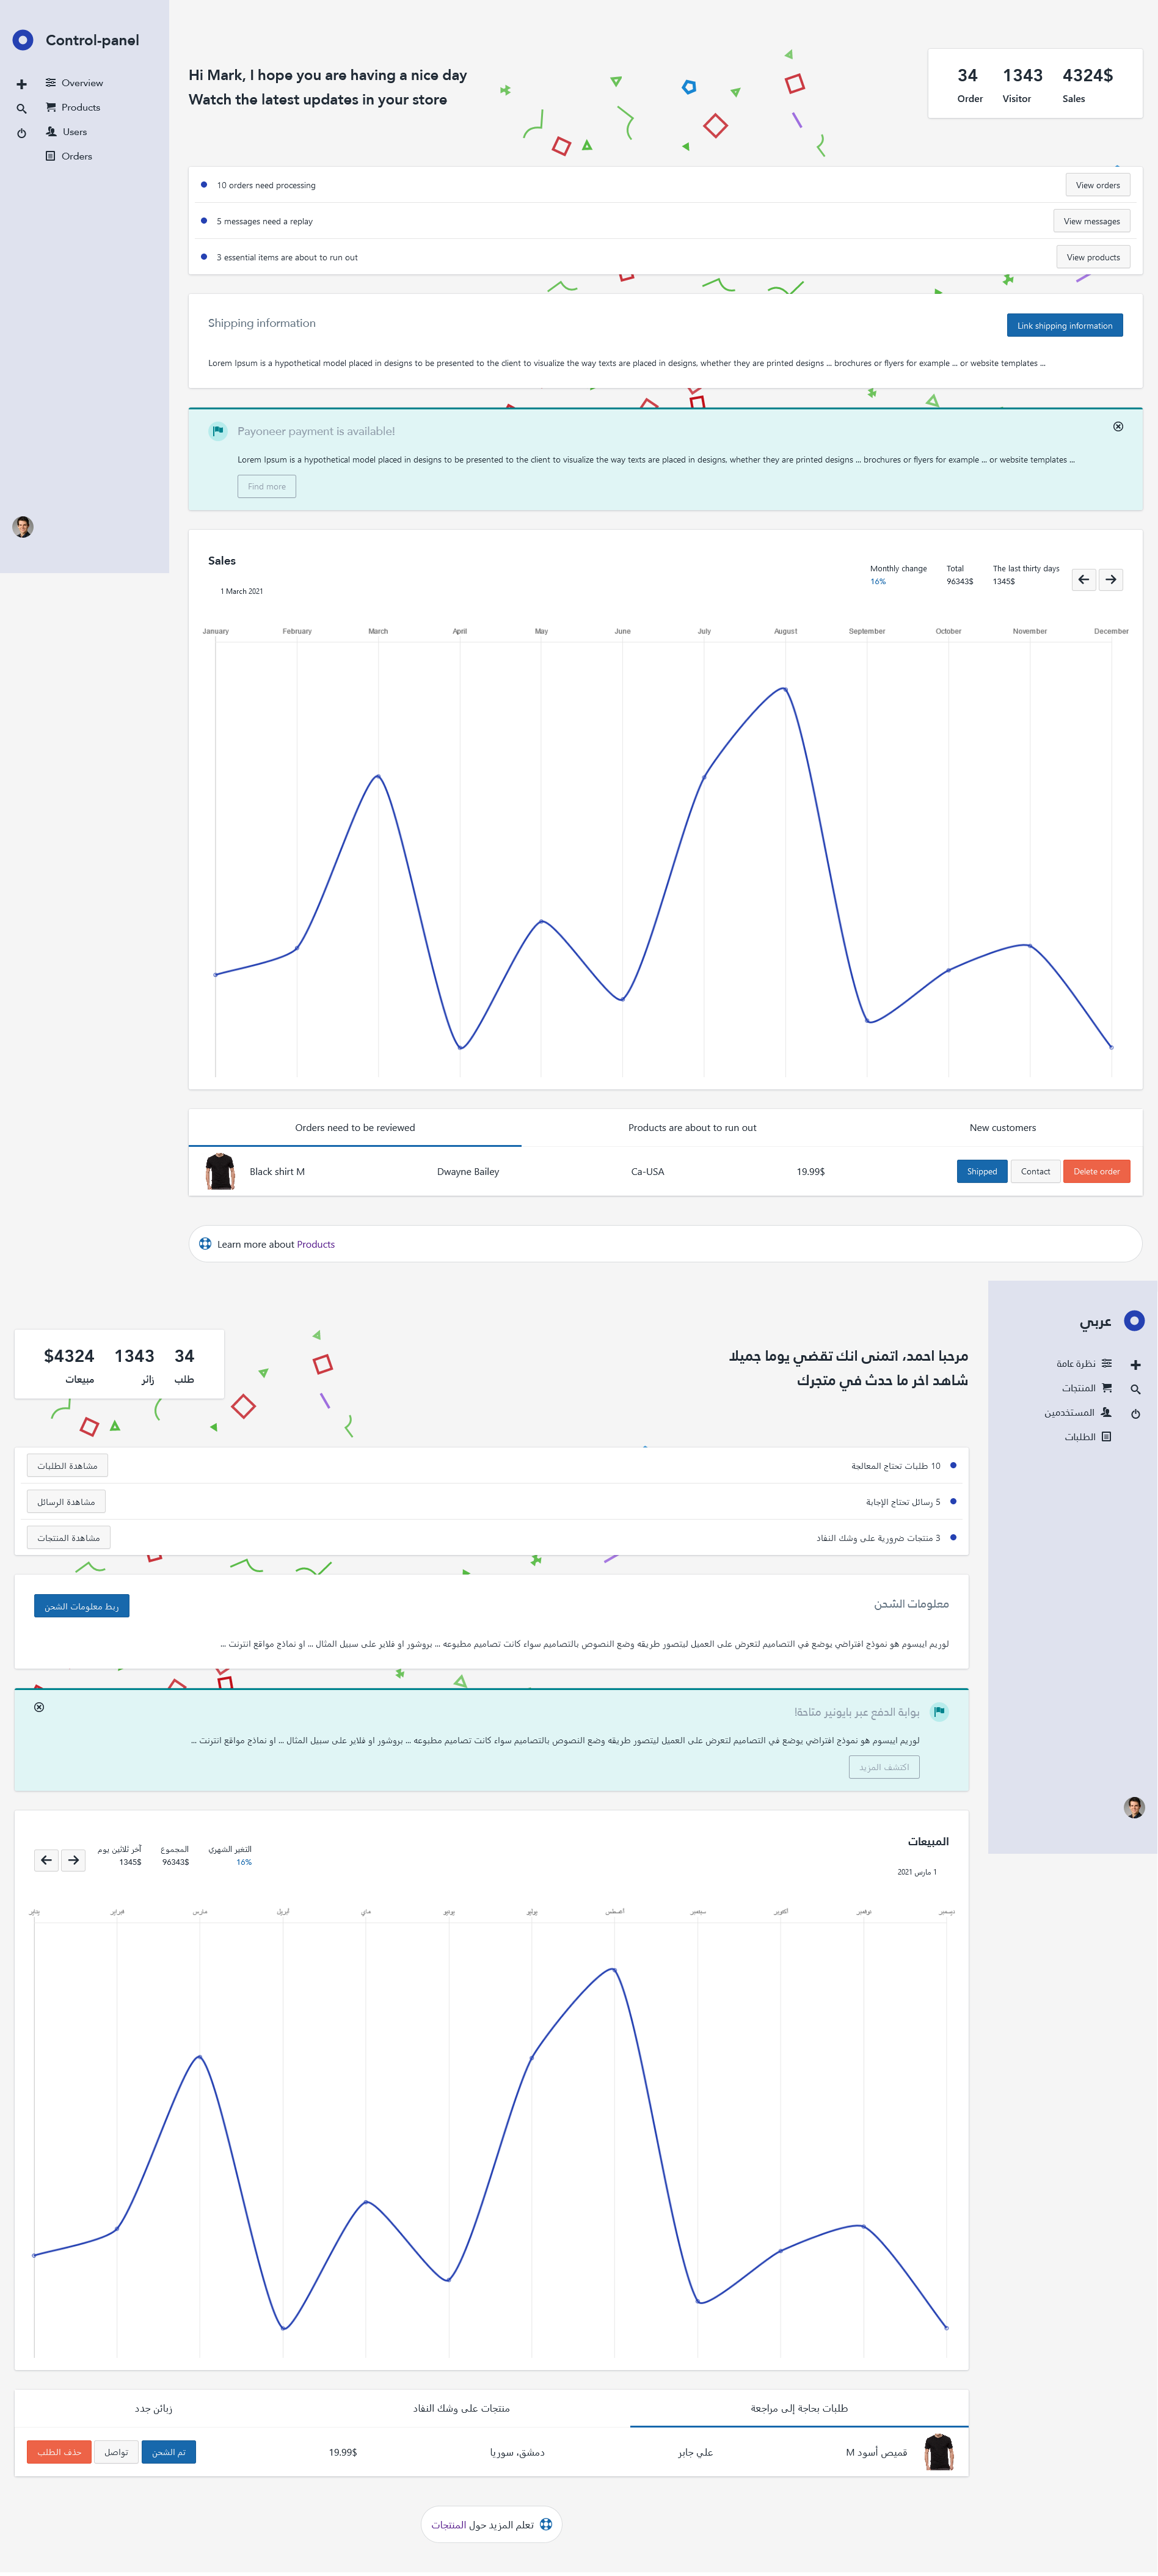 Control-panel
Overview
Products
Users
Orders
Hi Mark, I hope you are having a nice day
Watch the latest updates in your store
34 1343 4324$
Order Visitor Sales
10 orders need processing View orders
5 messages need a replay View messages
3 essential items are about to run out View products
Shipping information Link shipping information
Lorem Ipsum is a hypothetical model placed in designs to be presented to the client to visualize the way texts are placed in designs, whether they are printed designs ... brochures or flyers for example ... or website templates ...
Payoneer payment is available!
Lorem Ipsum is a hypothetical model placed in designs to be presented to the client to visualize the way texts are placed in designs, whether they are printed designs ... brochures or flyers for example ... or website templates ...
Find more
Sales
Monthly change Total The last thirty days
16% 96343$ 1345$
1 March 2021
January February March April May June July August September October November December
Orders need to be reviewed Products are about to run out New customers
Black shirt M Dwayne Bailey Ca-USA 19.99$ Shipped Contact Delete order
Learn more about Products
عربي
نظرة عامة
المنتجات
المستخدمين
الطلبات
مرحبا احمد، اتمنى انك تقضي يوما جميلا
شاهد اخر ما حدث في متجرك
34 1343 $4324
طلب زائر مبيعات
10 طلبات تحتاج المعالجة مشاهدة الطلبات
5 رسائل تحتاج الإجابة مشاهدة الرسائل
3 منتجات ضرورية على وشك النفاد مشاهدة المنتجات
معلومات الشحن ربط معلومات الشحن
لوريم ايبسوم هو نموذج افتراضي يوضع في التصاميم لتعرض على العميل ليتصور طريقه وضع النصوص بالتصاميم سواء كانت تصاميم مطبوعه ... بروشور او فلاير على سبيل المثال ... او نماذج مواقع انترنت ...
بوابة الدفع عبر بايونير متاحة!
لوريم ايبسوم هو نموذج افتراضي يوضع في التصاميم لتعرض على العميل ليتصور طريقه وضع النصوص بالتصاميم سواء كانت تصاميم مطبوعه ... بروشور او فلاير على سبيل المثال ... او نماذج مواقع انترنت ...
اكتشف المزيد
المبيعات
التغير الشهري المجموع آخر ثلاثين يوم
16% 96343$ 1345$
1 مارس 2021
يناير فبراير مارس أبريل ماي يونيو يوليو أغسطس سبتمبر أكتوبر نوفمبر ديسمبر
طلبات بحاجة إلى مراجعة منتجات على وشك النفاد زبائن جدد
قميص أسود M علي جابر دمشق، سوريا 19.99$ تم الشحن تواصل حذف الطلب
تعلم المزيد حول المنتجات